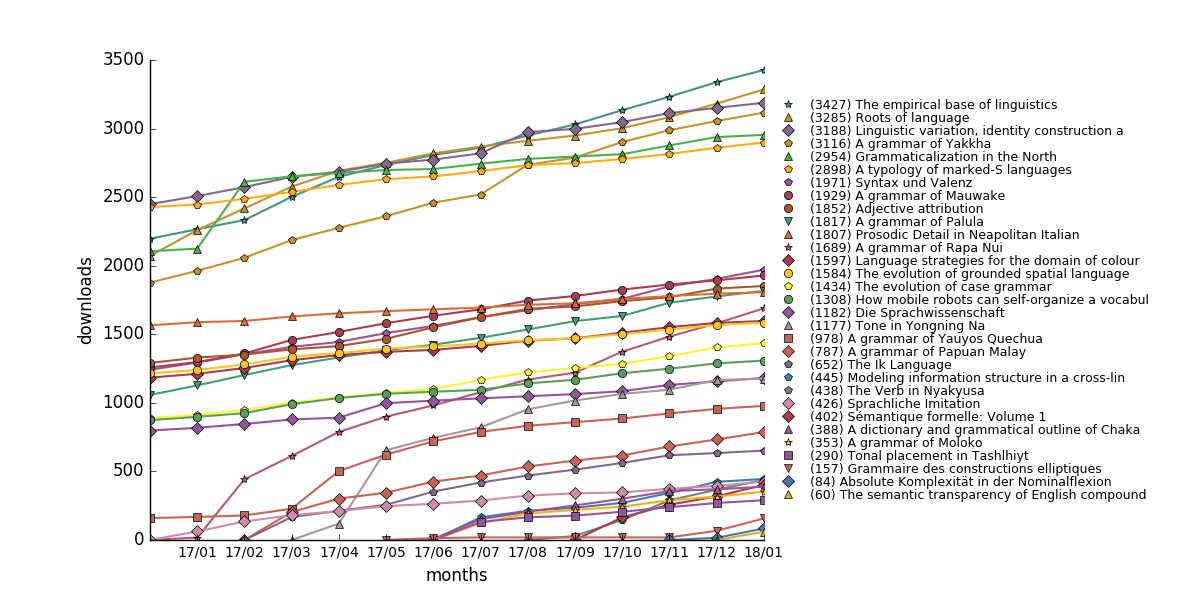 3500
3000
2500
2000
1500
1000
500
0
downloads
17/01 17/02 17/03 17/04 17/05 17/06 17/07 17/08 17/09 17/10 17/11 17/12 18/01
months
(3427) The empirical base of linguistics
(3285) Roots of language
(3188) Linguistic variation, identity construction a
(3116) A grammar of Yakkha
(2954) Grammaticalization in the North
(2898) A typology of marked-S languages
(1971) Syntax und Valenz
(1929) A grammar of Mauwake
(1852) Adjective attribution
(1817) A grammar of Palula
(1807) Prosodic Detail in Neapolitan Italian
(1689) A grammar of Rapa Nui
(1597) Language strategies for the domain of colour
(1584) The evolution of grounded spatial language
(1434) The evolution of case grammar
(1308) How mobile robots can self-organize a vocabul
(1182) Die Sprachwissenschaft
(1177) Tone in Yongning Na
(978) A grammar of Yauyos Quechua
(787) A grammar of Papuan Malay
(652) The Ik Language
(445) Modeling information structure in a cross-lin
(438) The Verb in Nyakyusa
(426) Sprachliche Imitation
(402) Sémantique formelle: Volume 1
(388) A dictionary and grammatical outline of Chaka
(353) A grammar of Moloko
(290) Tonal placement in Tashlhiyt
(157) Grammaire des constructions elliptiques
(84) Absolute Komplexität in der Nominalflexion
(60) The semantic transparency of English compound